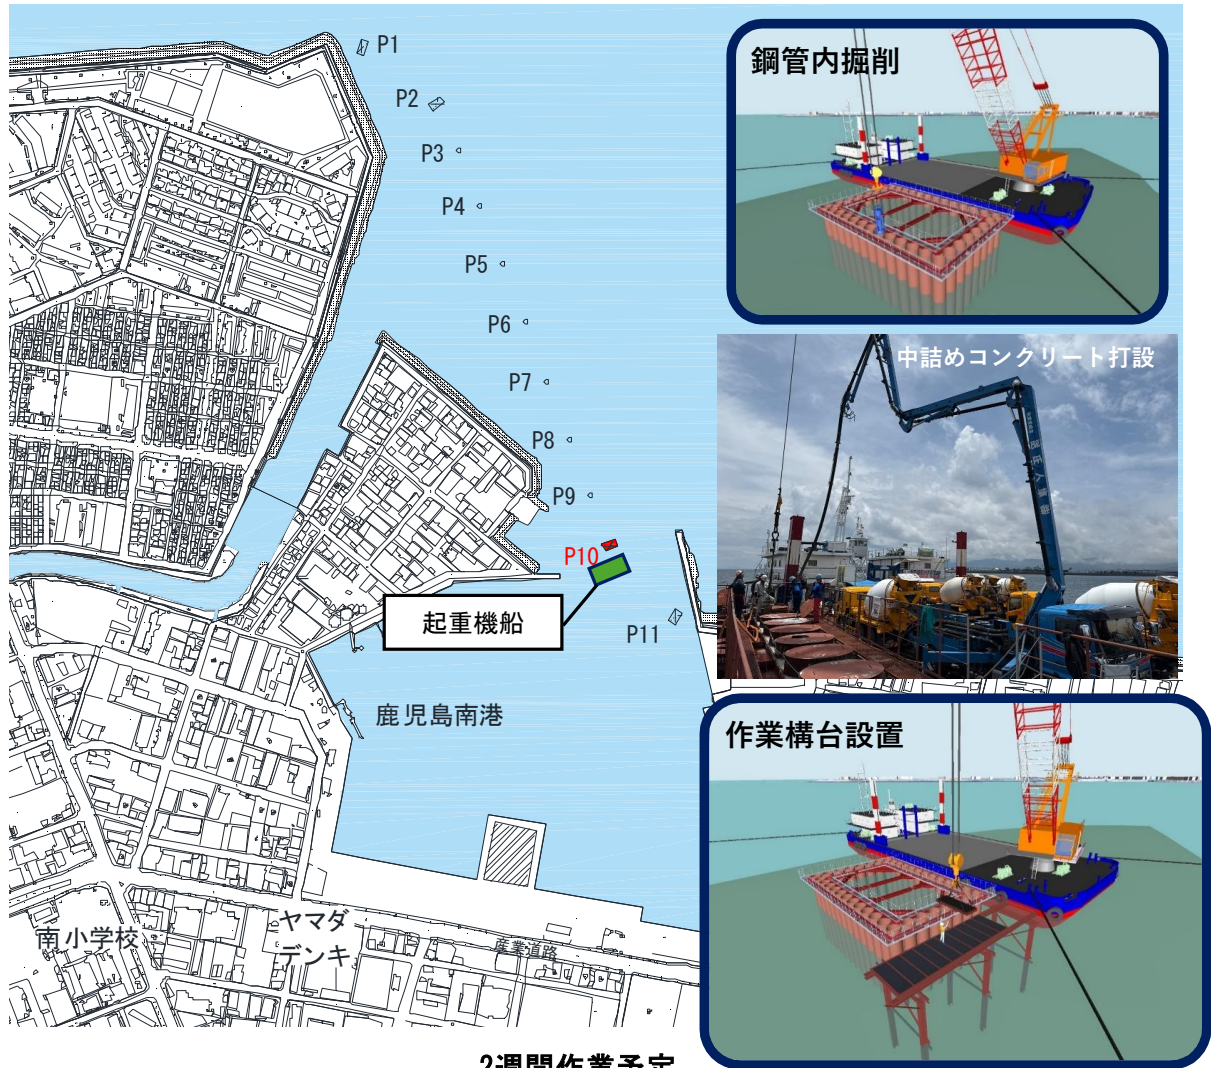 P1
P2
P3
P4
P5
P6
P7
P8
P9
P10
P11
起重機船
鹿児島南港
ヤマダ
デンキ
南小学校
産業道路
鋼管内掘削
中詰めコンクリート打設
作業構台設置
2週間作業予定